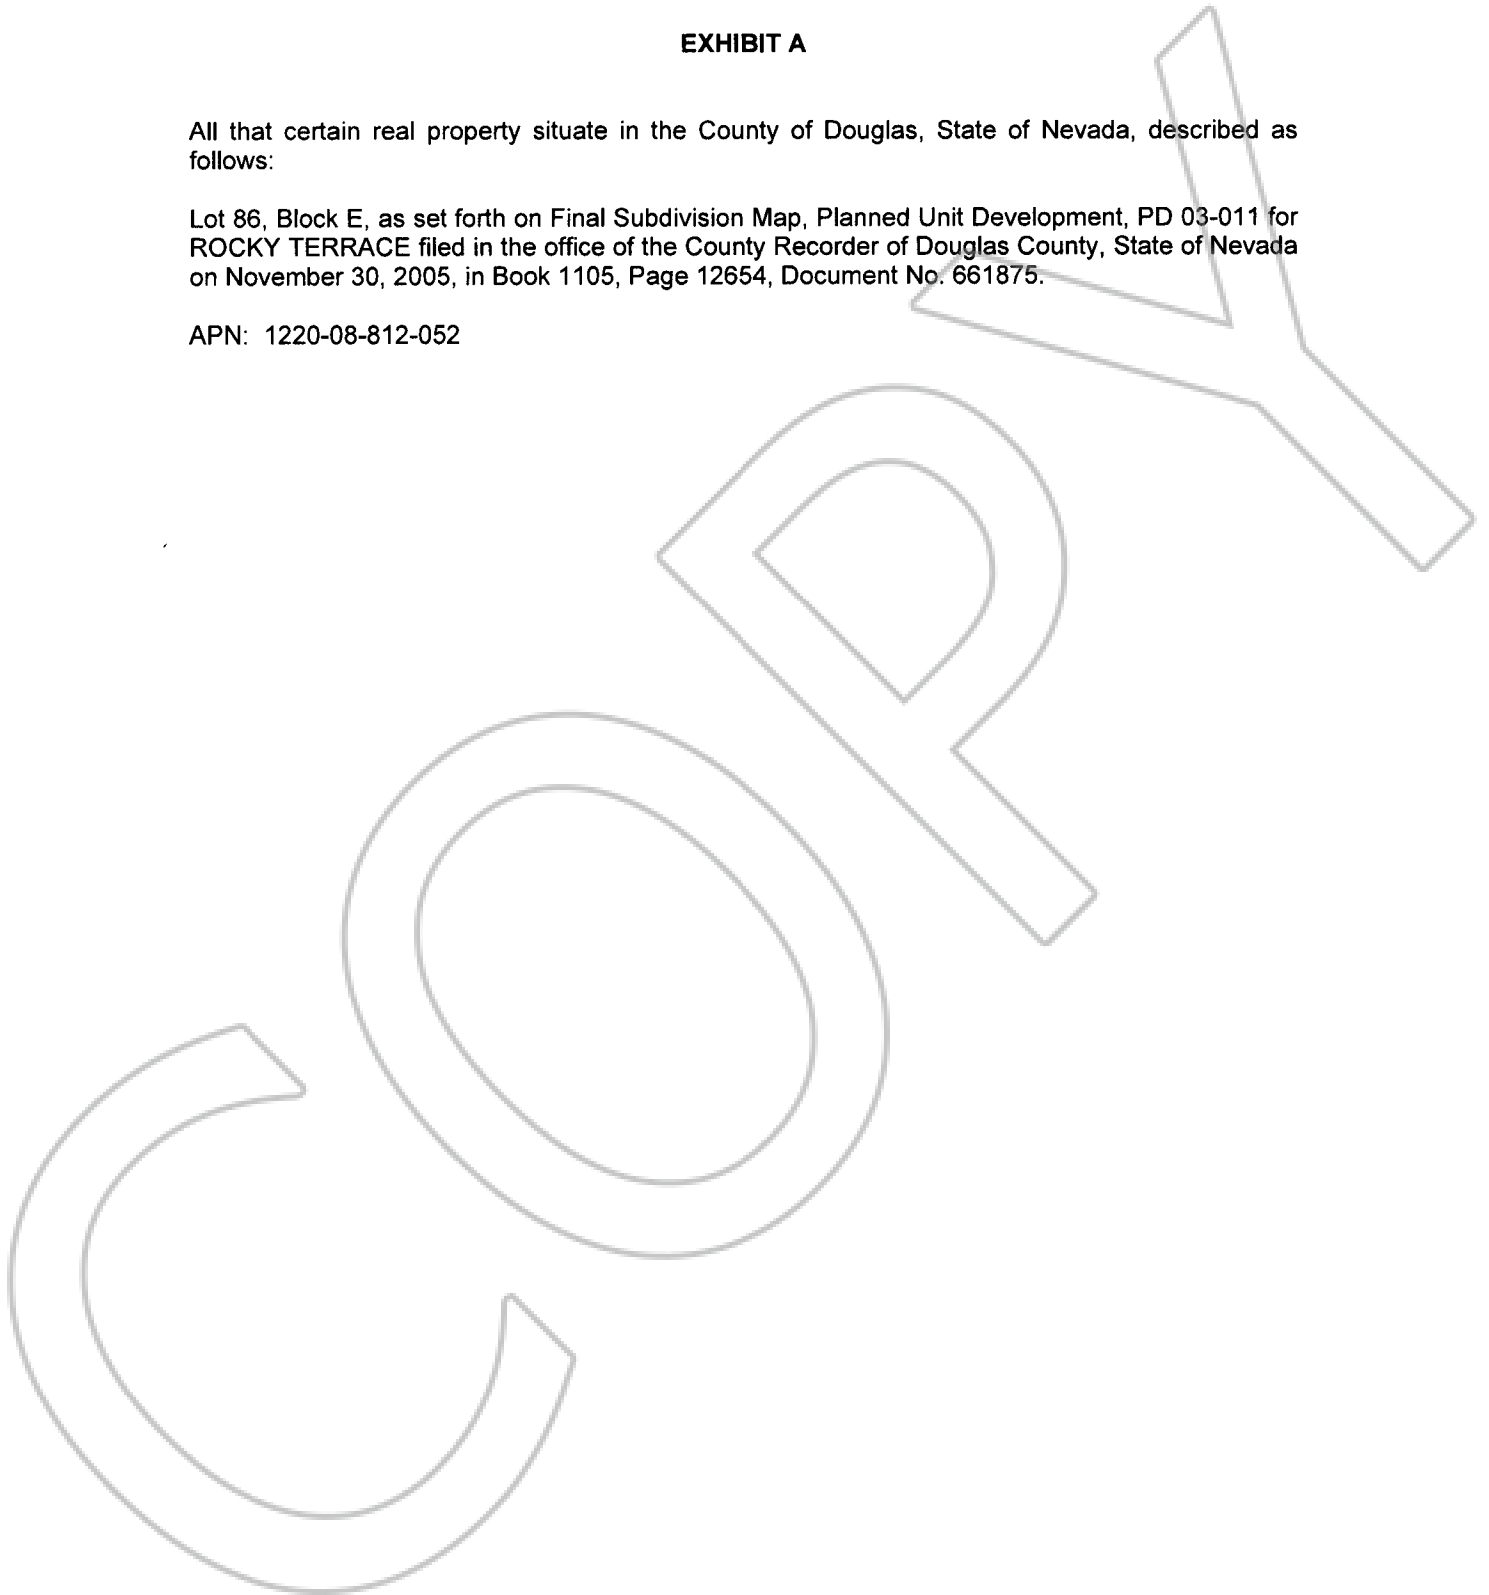 EXHIBIT A
All that certain real property situate in the County of Douglas, State of Nevada, described as
follows:
Lot 86, Block E, as set forth on Final Subdivision Map, Planned Unit Development, PD 03-011 for
ROCKY TERRACE filed in the office of the County Recorder of Douglas County, State of Nevada
on November 30, 2005, in Book 1105, Page 12654, Document No. 661875.
APN: 1220-08-812-052
COPY